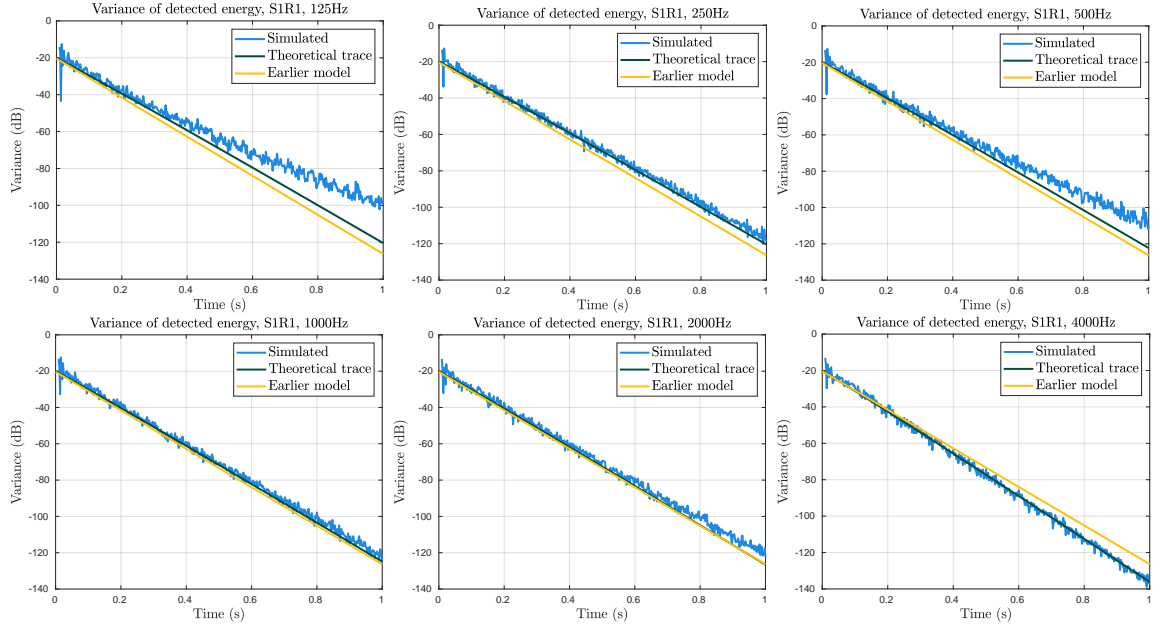 Variance of detected energy, S1R1, 125Hz
0
-20
-40
-60
-80
-100
-120
-140
Variance (dB)
Simulated
Theoretical trace
Earlier model
0
0.2
0.4
0.6
0.8
1
Time (s)
Variance of detected energy, S1R1, 250Hz
0
-20
-40
-60
-80
-100
-120
-140
Variance (dB)
Simulated
Theoretical trace
Earlier model
0
0.2
0.4
0.6
0.8
1
Time (s)
Variance of detected energy, S1R1, 500Hz
0
-20
-40
-60
-80
-100
-120
-140
Variance (dB)
Simulated
Theoretical trace
Earlier model
0
0.2
0.4
0.6
0.8
1
Time (s)
Variance of detected energy, S1R1, 1000Hz
0
-20
-40
-60
-80
-100
-120
-140
Variance (dB)
Simulated
Theoretical trace
Earlier model
0
0.2
0.4
0.6
0.8
1
Time (s)
Variance of detected energy, S1R1, 2000Hz
0
-20
-40
-60
-80
-100
-120
-140
Variance (dB)
Simulated
Theoretical trace
Earlier model
0
0.2
0.4
0.6
0.8
1
Time (s)
Variance of detected energy, S1R1, 4000Hz
0
-20
-40
-60
-80
-100
-120
-140
Variance (dB)
Simulated
Theoretical trace
Earlier model
0
0.2
0.4
0.6
0.8
1
Time (s)